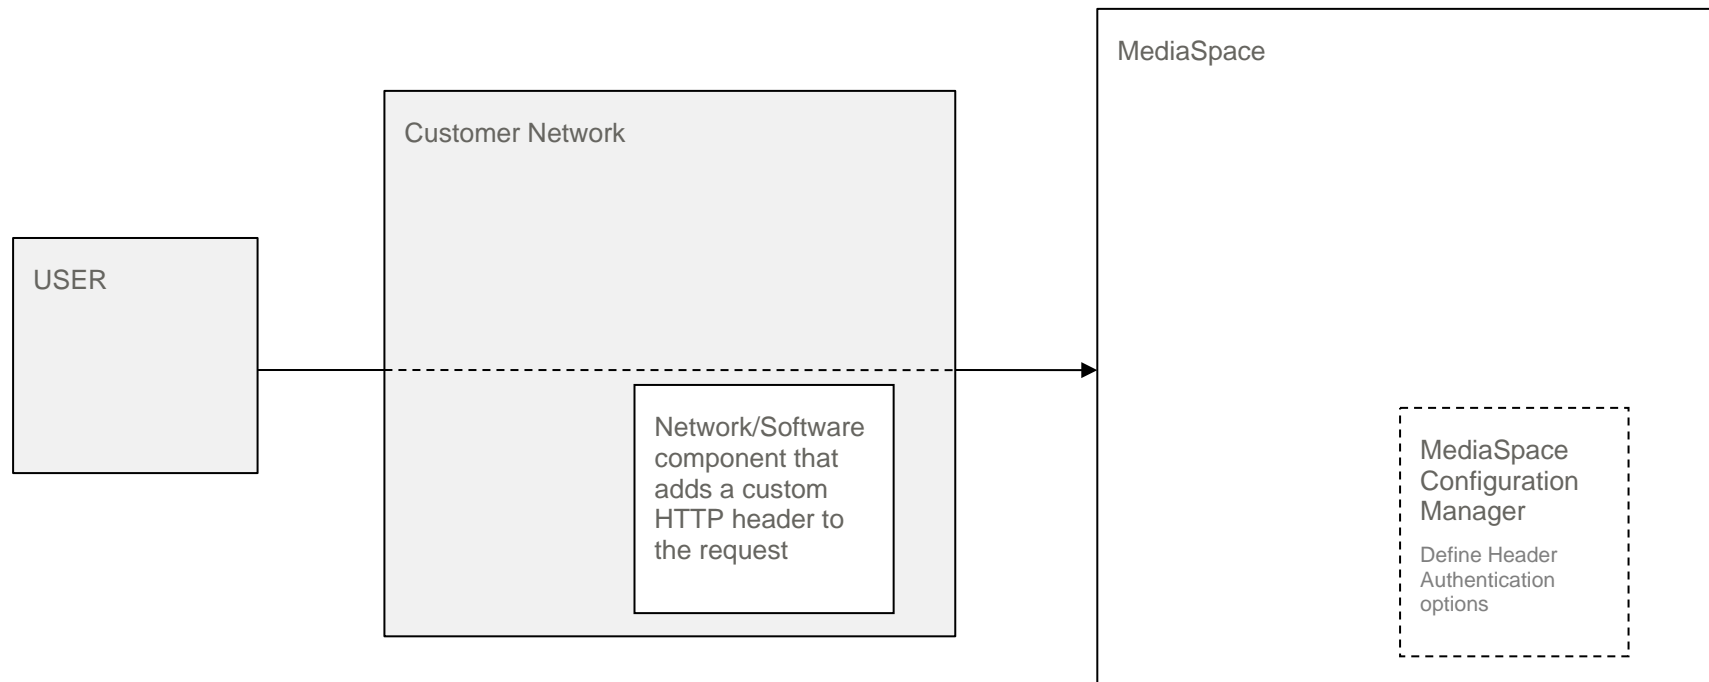 MediaSpace
Customer Network
USER
Network/Software
component that
adds a custom
HTTP header to
the request
MediaSpace
Configuration
Manager
Define Header
Authentication
options